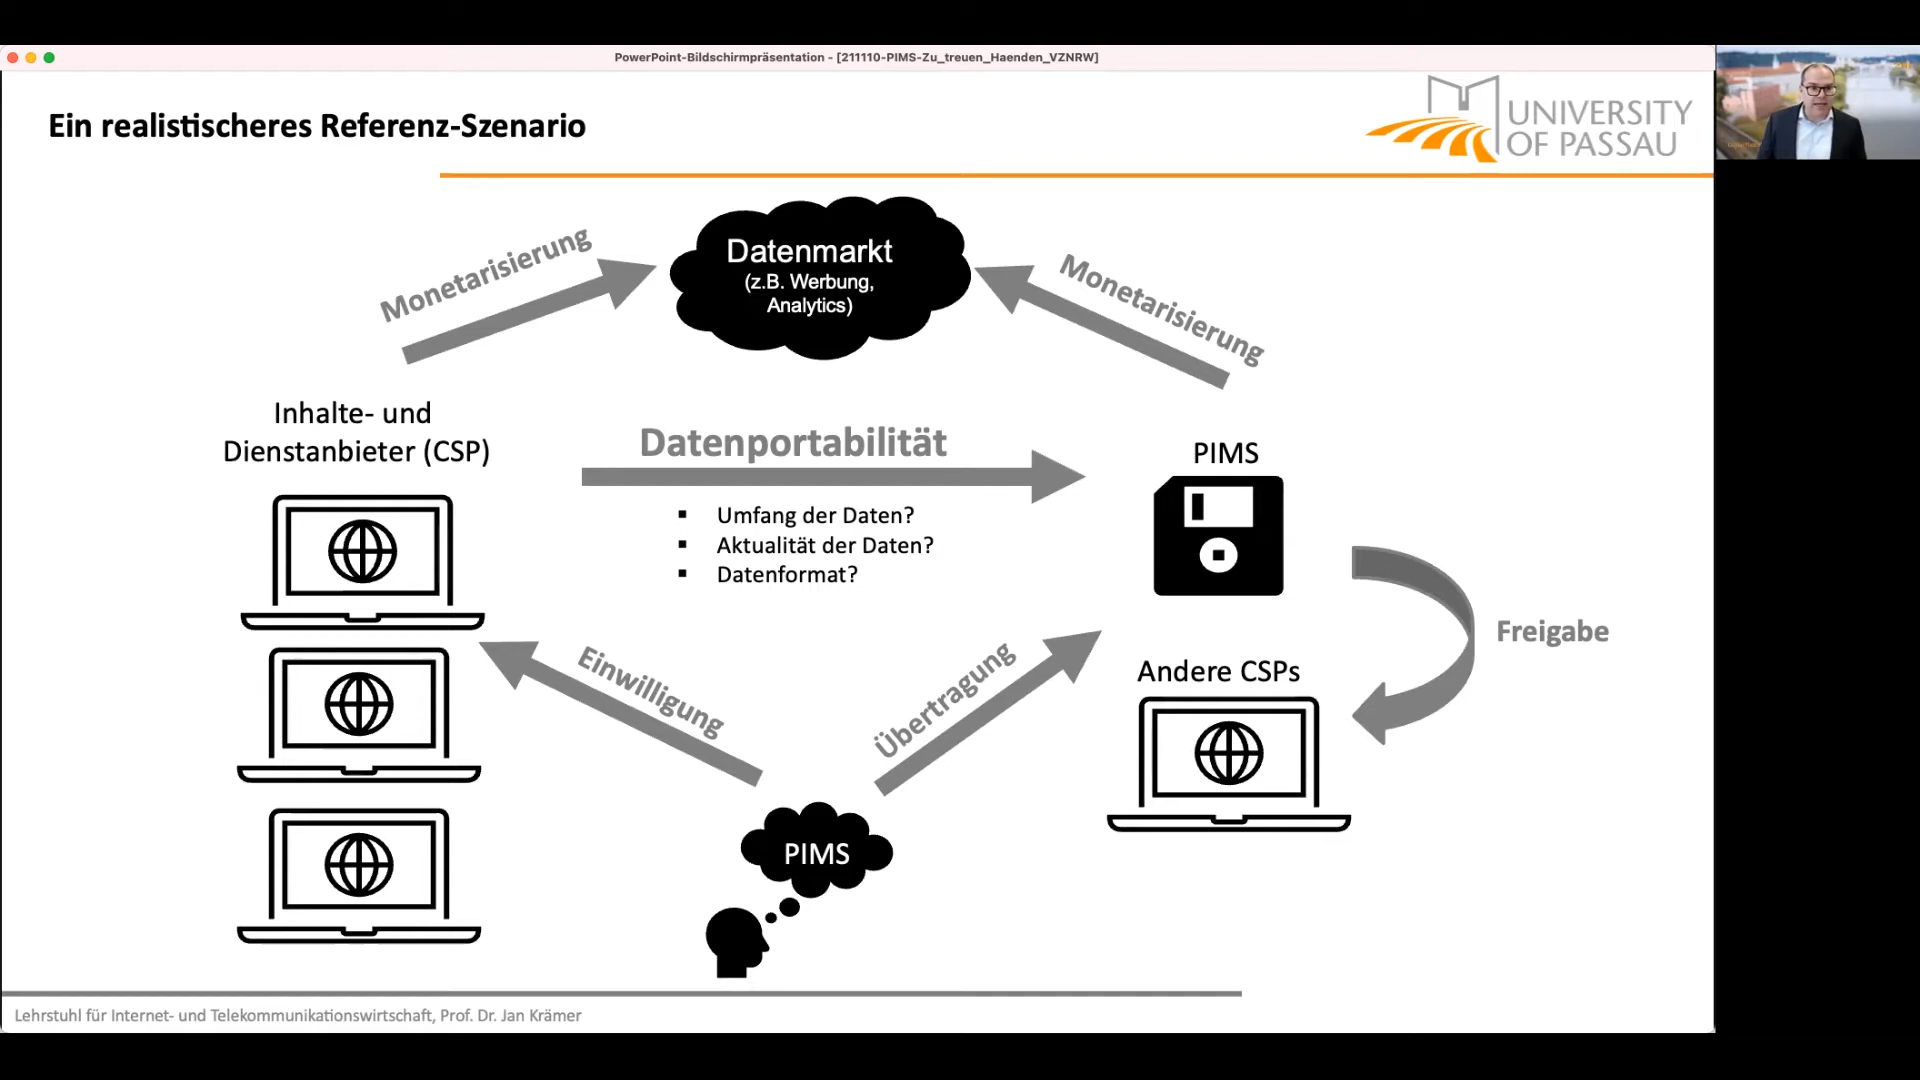 PowerPoint-Bildschirmpräsentation - [211110-PIMS-Zu_treuen_Haenden_VZNRW]
Ein realistischeres Referenz-Szenario
UNIVERSITY
OF PASSAU
Monetarisierung
Datenmarkt
(z.B. Werbung,
Analytics)
Monetarisierung
Inhalte- und
Dienstanbieter (CSP)
Datenportabilität
▪ Umfang der Daten?
▪ Aktualität der Daten?
▪ Datenformat?
PIMS
Freigabe
Einwilligung
Übertragung
Andere CSPs
PIMS
Lehrstuhl für Internet- und Telekommunikationswirtschaft, Prof. Dr. Jan Krämer